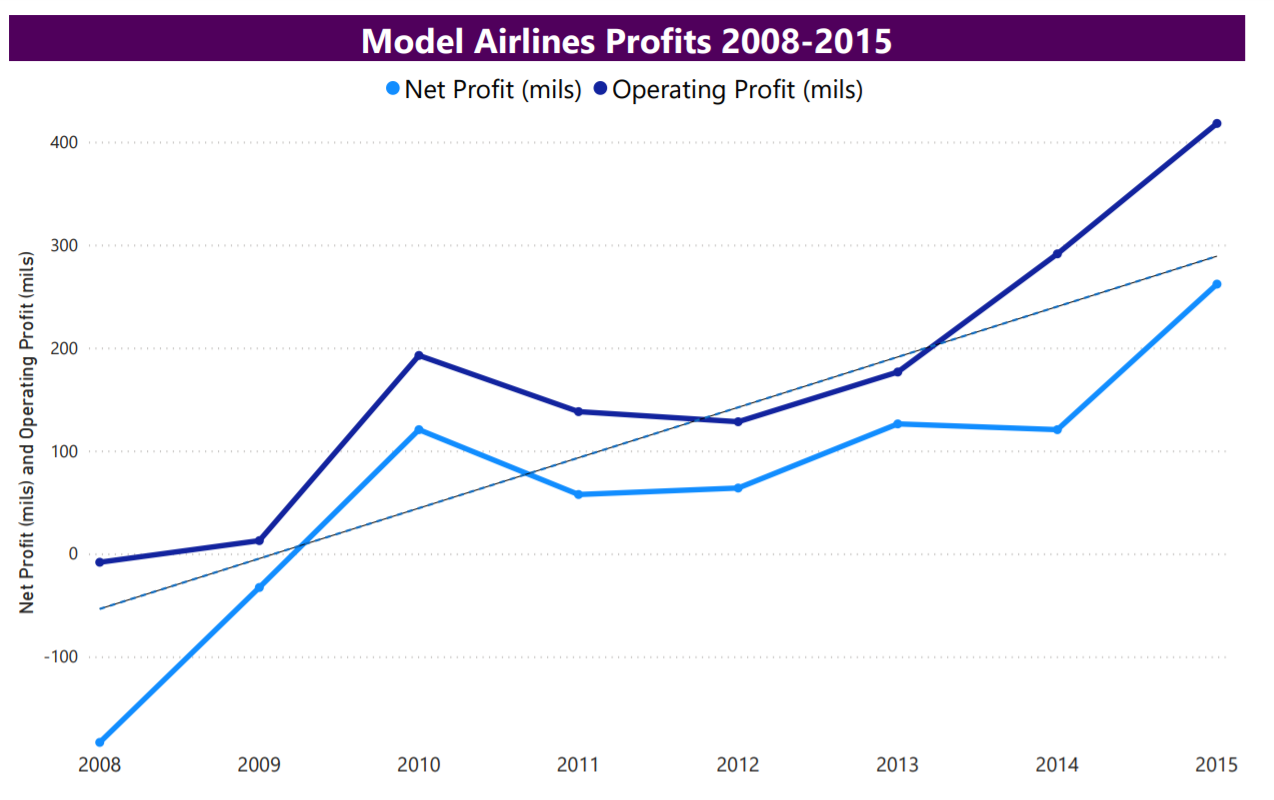 Model Airlines Profits 2008-2015
Net Profit (mils) Operating Profit (mils)
Net Profit (mils) and Operating Profit (mils)
400
300
200
100
0
-100
2008 2009 2010 2011 2012 2013 2014 2015